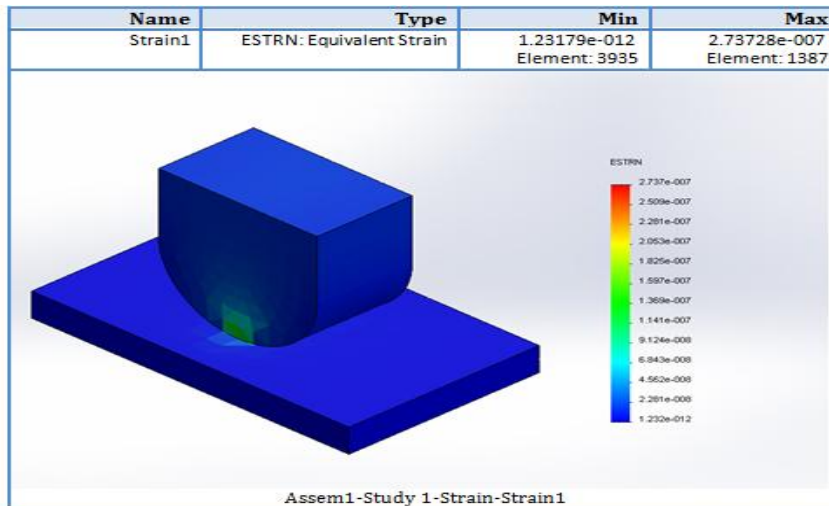 Name Type Min Max
Strain1 ESTRN: Equivalent Strain 1.23179e-012 2.73728e-007
Element: 3935 Element: 1387
ESTRN
2.737e-007
2.509e-007
2.281e-007
2.053e-007
1.825e-007
1.597e-007
1.369e-007
1.141e-007
9.124e-008
6.843e-008
4.562e-008
2.281e-008
1.232e-012
Assem1-Study 1-Strain-Strain1